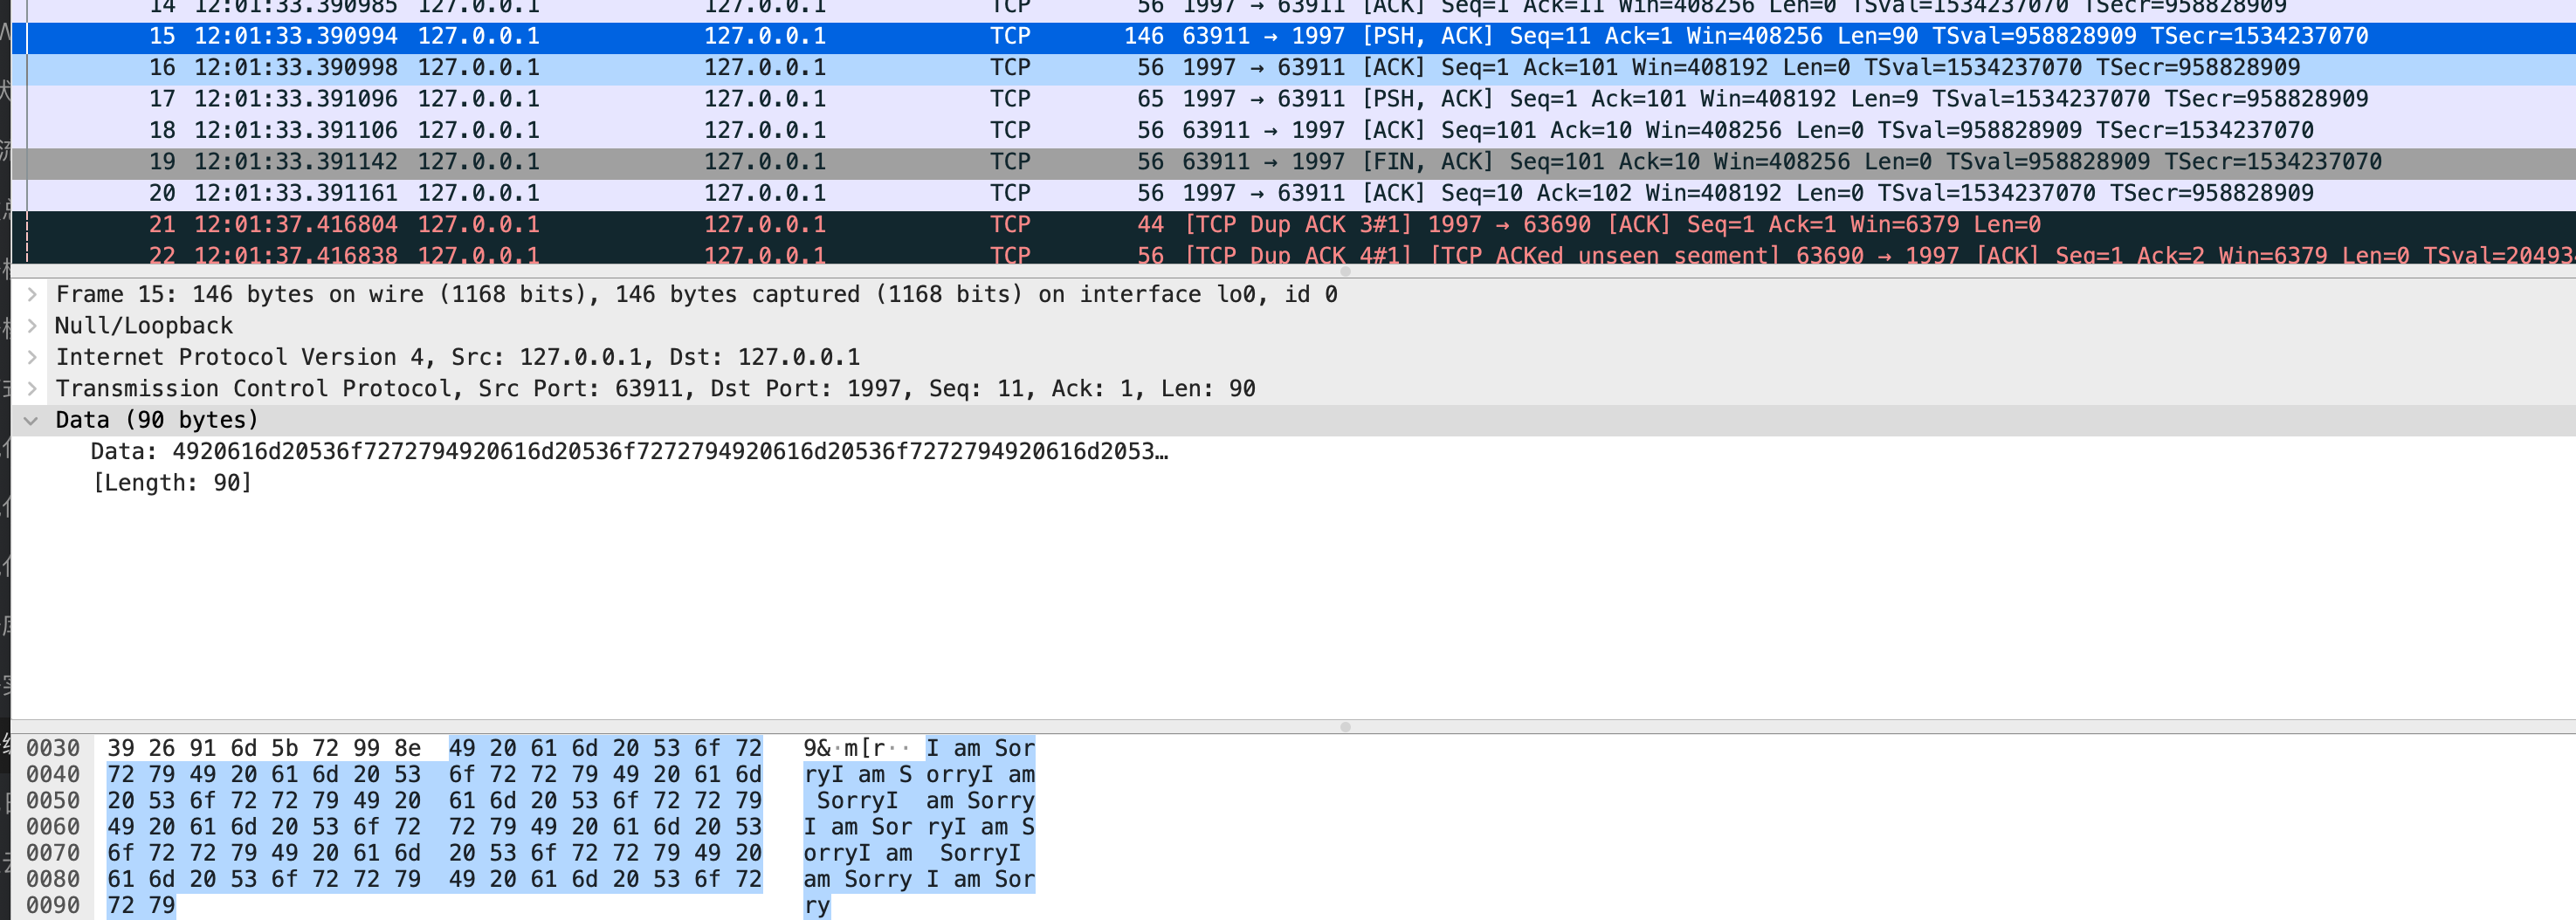 14 12:01:33.390985 127.0.0.1 127.0.0.1 TCP 56 1997 → 63911 [ACK] Seq=1 Ack=11 Win=408256 Len=0 TSval=1534237070 TSecr=958828909
15 12:01:33.390994 127.0.0.1 127.0.0.1 TCP 146 63911 → 1997 [PSH, ACK] Seq=11 Ack=1 Win=408256 Len=90 TSval=958828909 TSecr=1534237070
16 12:01:33.390998 127.0.0.1 127.0.0.1 TCP 56 1997 → 63911 [ACK] Seq=1 Ack=101 Win=408192 Len=0 TSval=1534237070 TSecr=958828909
17 12:01:33.391096 127.0.0.1 127.0.0.1 TCP 65 1997 → 63911 [PSH, ACK] Seq=1 Ack=101 Win=408192 Len=9 TSval=1534237070 TSecr=958828909
18 12:01:33.391106 127.0.0.1 127.0.0.1 TCP 56 63911 → 1997 [ACK] Seq=101 Ack=10 Win=408256 Len=0 TSval=958828909 TSecr=1534237070
19 12:01:33.391142 127.0.0.1 127.0.0.1 TCP 56 63911 → 1997 [FIN, ACK] Seq=101 Ack=10 Win=408256 Len=0 TSval=958828909 TSecr=1534237070
20 12:01:33.391161 127.0.0.1 127.0.0.1 TCP 56 1997 → 63911 [ACK] Seq=10 Ack=102 Win=408192 Len=0 TSval=1534237070 TSecr=958828909
21 12:01:37.416804 127.0.0.1 127.0.0.1 TCP 44 [TCP Dup ACK 3#1] 1997 → 63690 [ACK] Seq=1 Ack=1 Win=6379 Len=0
22 12:01:37.416838 127.0.0.1 127.0.0.1 TCP 56 [TCP Dup ACK 4#1] [TCP ACKed unseen segment] 63690 → 1997 [ACK] Seq=1 Ack=2 Win=6379 Len=0 TSval=20493
Frame 15: 146 bytes on wire (1168 bits), 146 bytes captured (1168 bits) on interface lo0, id 0
Null/Loopback
Internet Protocol Version 4, Src: 127.0.0.1, Dst: 127.0.0.1
Transmission Control Protocol, Src Port: 63911, Dst Port: 1997, Seq: 11, Ack: 1, Len: 90
Data (90 bytes)
Data: 4920616d20536f7272794920616d20536f7272794920616d20536f7272794920616d2053…
[Length: 90]
0030 39 26 91 6d 5b 72 99 8e 49 20 61 6d 20 53 6f 72 9&·m[r·· I am Sor
0040 72 79 49 20 61 6d 20 53 6f 72 72 79 49 20 61 6d ryI am S orryI am
0050 20 53 6f 72 72 79 49 20 61 6d 20 53 6f 72 72 79 SorryI am Sorry
0060 49 20 61 6d 20 53 6f 72 72 79 49 20 61 6d 20 53 I am Sor ryI am S
0070 6f 72 72 79 49 20 61 6d 20 53 6f 72 72 79 49 20 orryI am SorryI
0080 61 6d 20 53 6f 72 72 79 49 20 61 6d 20 53 6f 72 am Sorry I am Sor
0090 72 79 ry